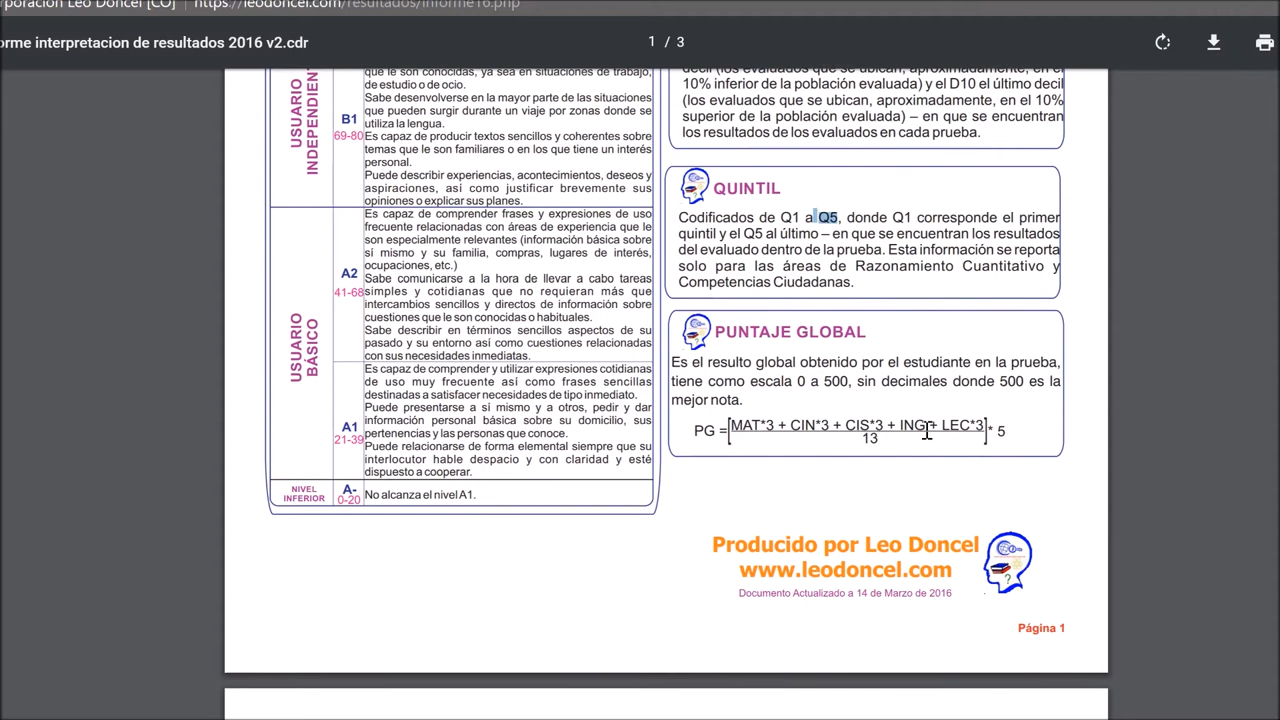 rporación Leo Doncel [CO] | https://leodoncel.com/resultados/informe16.php
orme interpretacion de resultados 2016 v2.cdr
1 / 3
USUARIO
INDEPENDIEN
que le son conocidas, ya sea en situaciones de trabajo,
de estudio o de ocio.
B1
69-80
Sabe desenvolverse en la mayor parte de las situaciones
que pueden surgir durante un viaje por zonas donde se
utiliza la lengua.
Es capaz de producir textos sencillos y coherentes sobre
temas que le son familiares o en los que tiene un interés
personal.
Puede describir experiencias, acontecimientos, deseos y
aspiraciones, así como justificar brevemente sus
opiniones o explicar sus planes.
USUARIO
BÁSICO
A2
41-68
Es capaz de comprender frases y expresiones de uso
frecuente relacionadas con áreas de experiencia que le
son especialmente relevantes (información básica sobre
sí mismo y su familia, compras, lugares de interés,
ocupaciones, etc.)
Sabe comunicarse a la hora de llevar a cabo tareas
simples y cotidianas que no requieran más que
intercambios sencillos y directos de información sobre
cuestiones que le son conocidas o habituales.
Sabe describir en términos sencillos aspectos de su
pasado y su entorno así como cuestiones relacionadas
con sus necesidades inmediatas.
A1
21-39
Es capaz de comprender y utilizar expresiones cotidianas
de uso muy frecuente así como frases sencillas
destinadas a satisfacer necesidades de tipo inmediato.
Puede presentarse a sí mismo y a otros, pedir y dar
información personal básica sobre su domicilio, sus
pertenencias y las personas que conoce.
Puede relacionarse de forma elemental siempre que su
interlocutor hable despacio y con claridad y esté
dispuesto a cooperar.
NIVEL
INFERIOR
A-
0-20
No alcanza el nivel A1.
decir (los evaluados que se ubican, aproximadamente, en el
10% inferior de la población evaluada) y el D10 el último decil
(los evaluados que se ubican, aproximadamente, en el 10%
superior de la población evaluada) – en que se encuentran
los resultados de los evaluados en cada prueba.
QUINTIL
Codificados de Q1 a Q5, donde Q1 corresponde el primer
quintil y el Q5 al último – en que se encuentran los resultados
del evaluado dentro de la prueba. Esta información se reporta
solo para las áreas de Razonamiento Cuantitativo y
Competencias Ciudadanas.
PUNTAJE GLOBAL
Es el resulto global obtenido por el estudiante en la prueba,
tiene como escala 0 a 500, sin decimales donde 500 es la
mejor nota.
PG =[MAT*3 + CIN*3 + CIS*3 + ING + LEC*3]* 5
13
Producido por Leo Doncel
www.leodoncel.com
Documento Actualizado a 14 de Marzo de 2016
Página 1